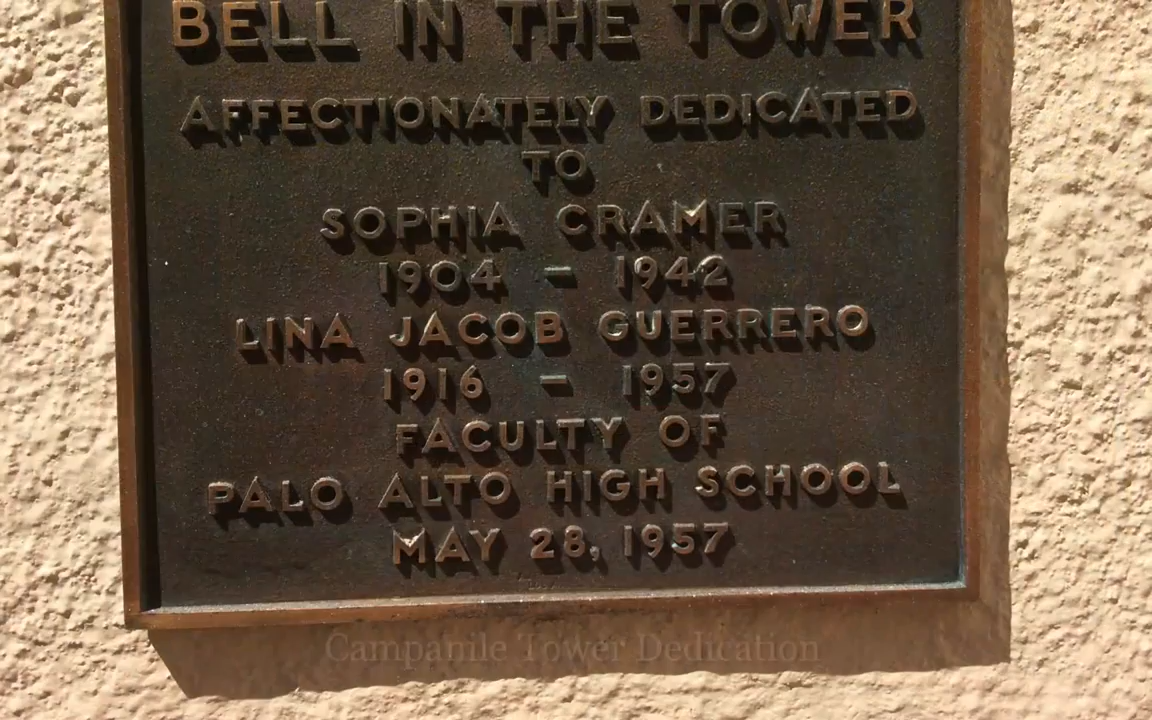 BELL IN THE TOWER
AFFECTIONATELY DEDICATED
TO
SOPHIA CRAMER
1904 - 1942
LINA JACOB GUERRERO
1916 - 1957
FACULTY OF
PALO ALTO HIGH SCHOOL
MAY 28, 1957
Campanile Tower Dedication